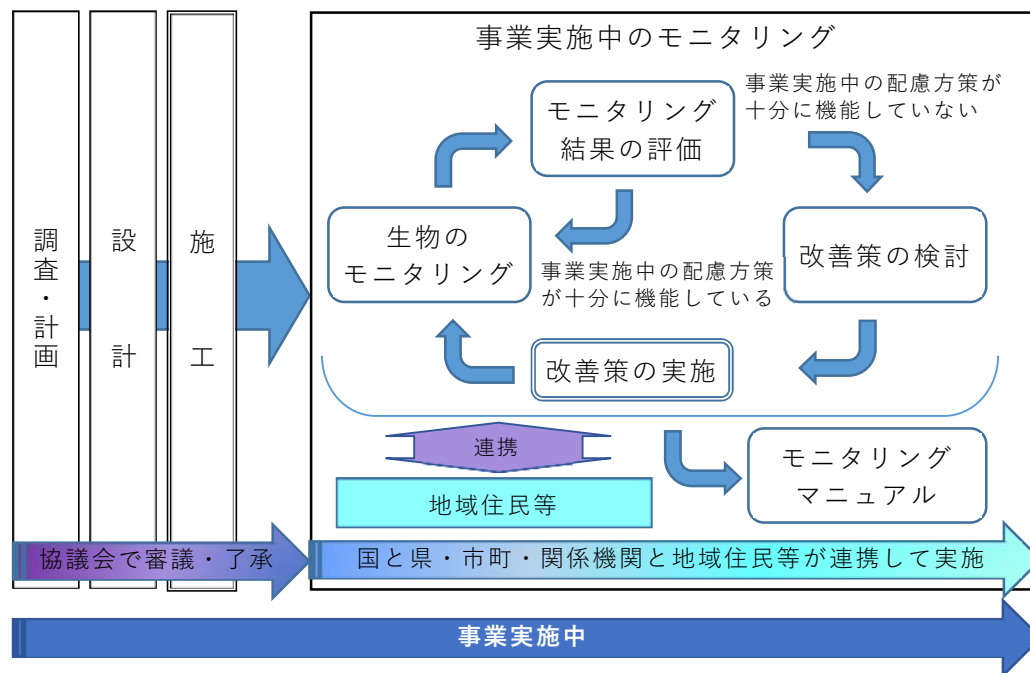 調査・計画
設計
施工
事業実施中のモニタリング
モニタリング
結果の評価
事業実施中の配慮方策が
十分に機能していない
生物の
モニタリング
事業実施中の配慮方策
が十分に機能している
改善策の検討
改善策の実施
連携
地域住民等
モニタリング
マニュアル
協議会で審議・了承
国と県・市町・関係機関と地域住民等が連携して実施
事業実施中